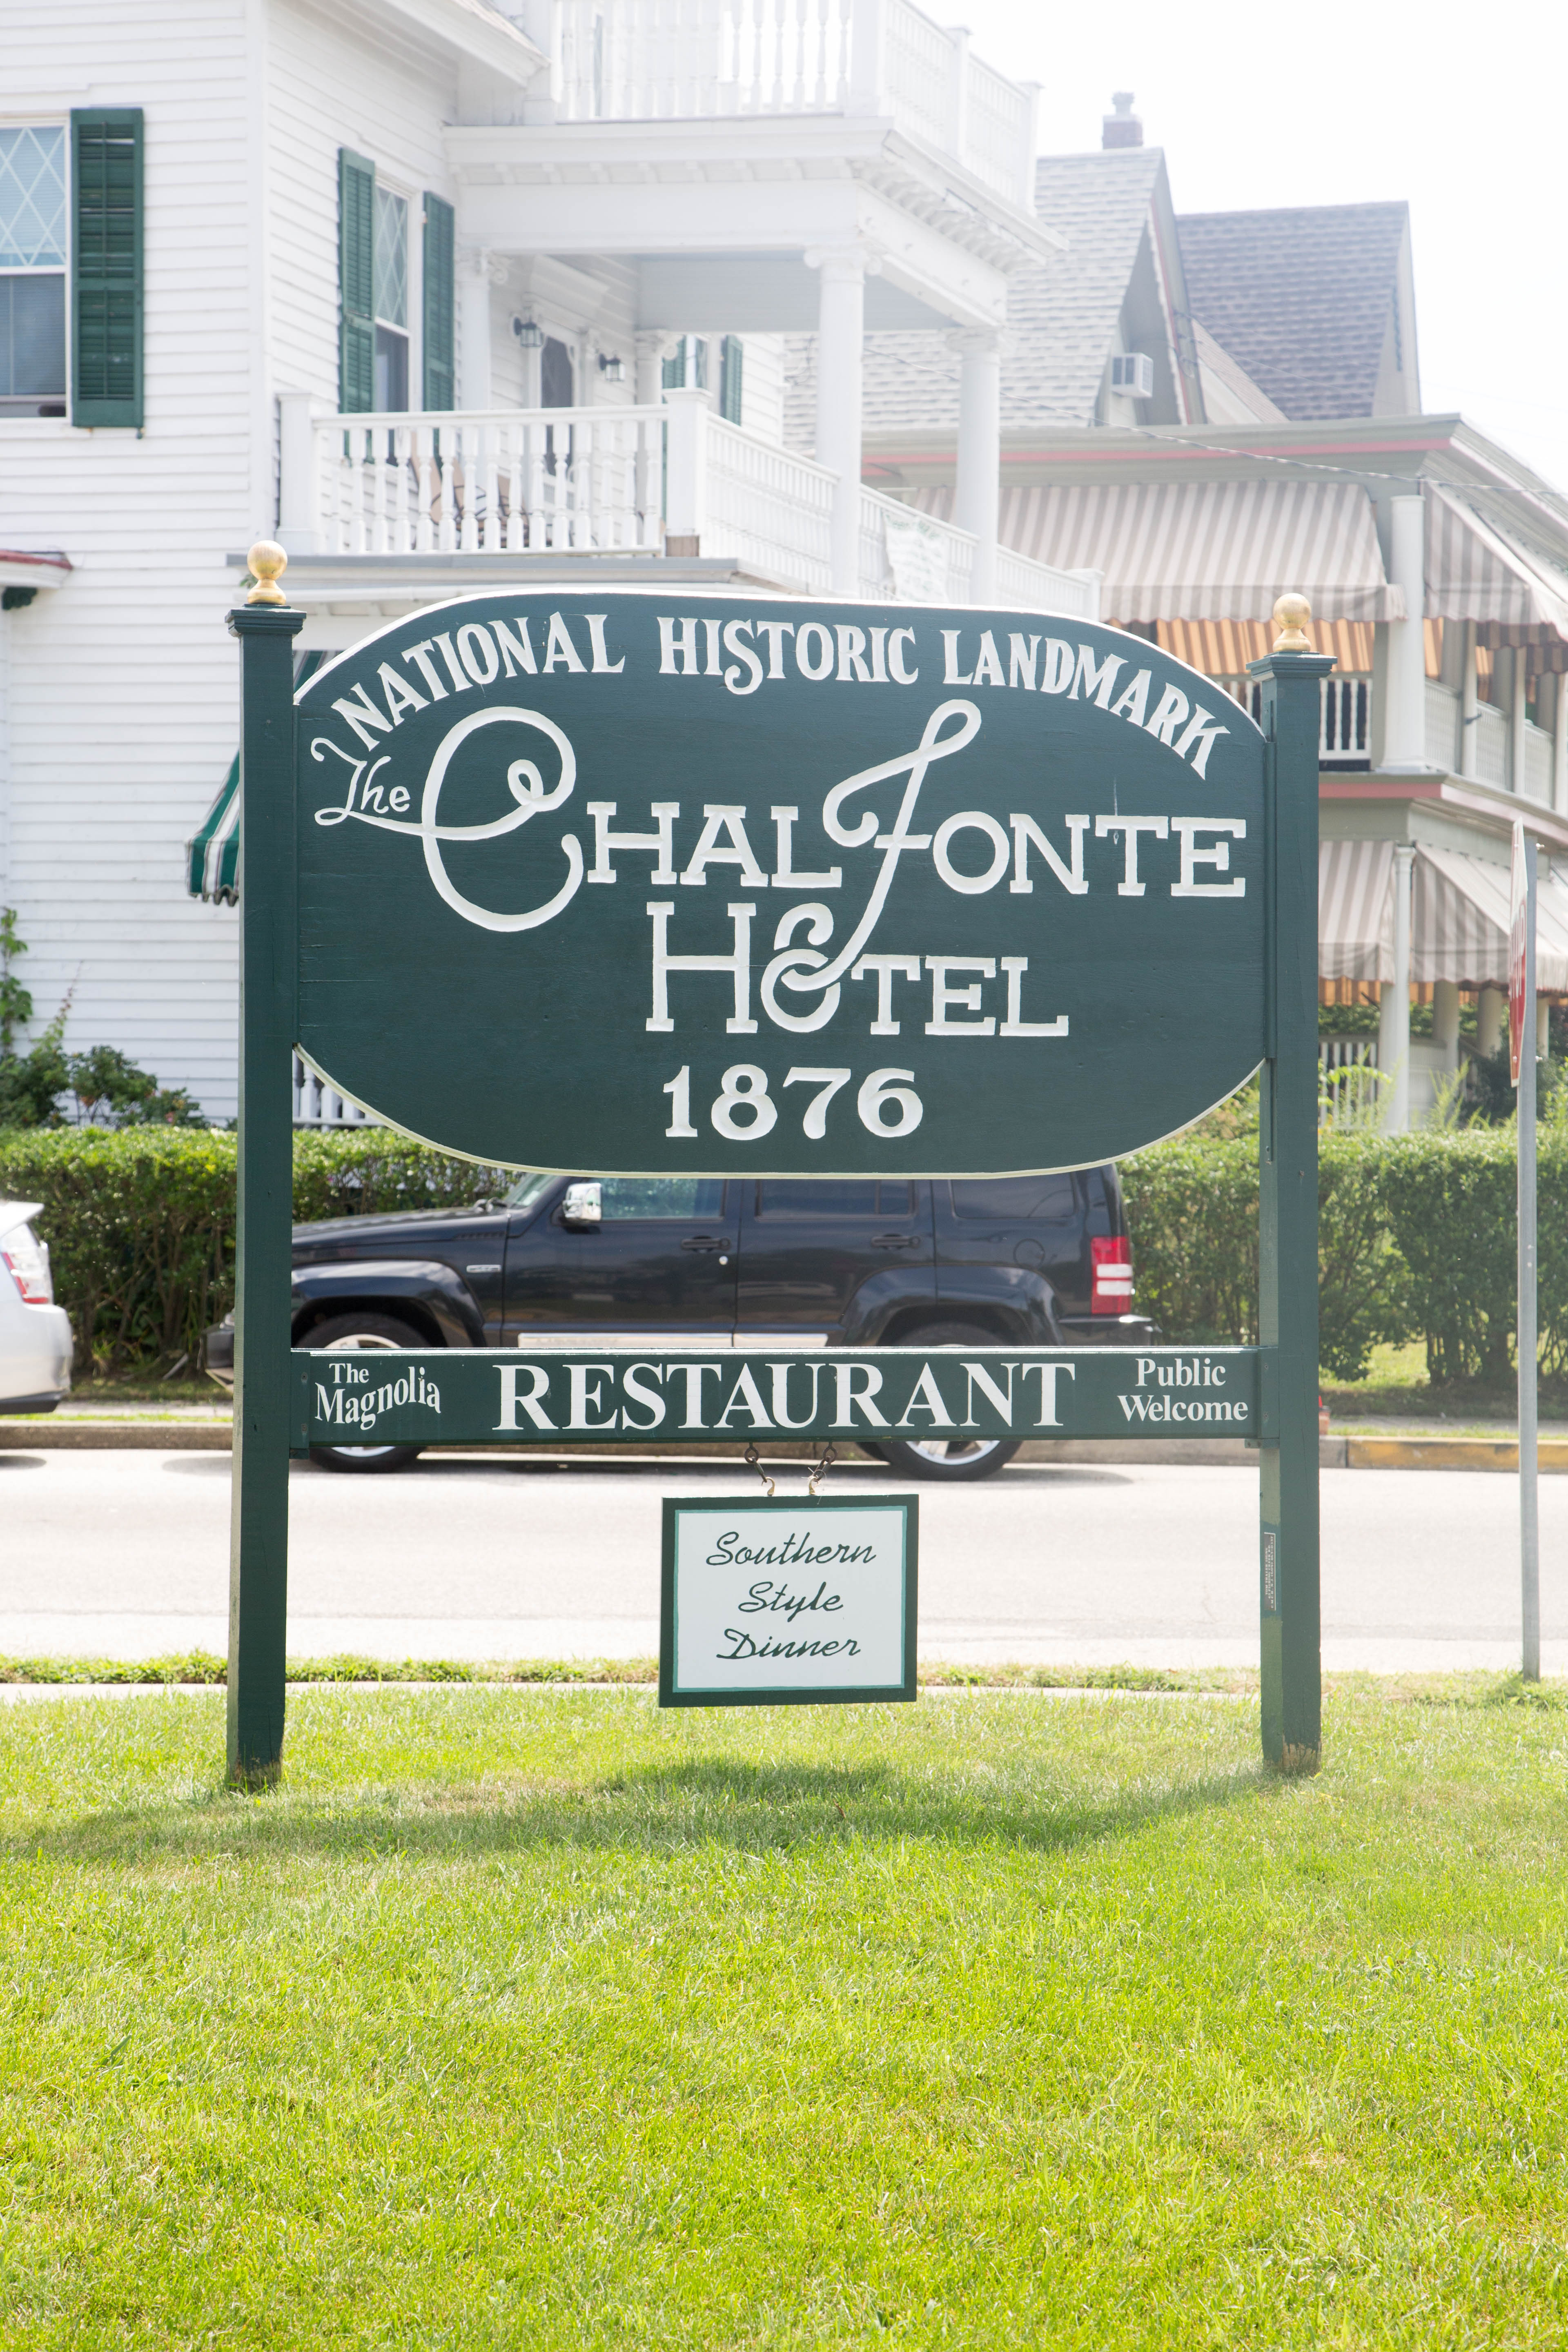 NATIONAL HISTORIC LANDMARK
The CHALFONTE
HOTEL
1876
The
Magnolia
RESTAURANT
Public
Welcome
Southern
Style
Dinner